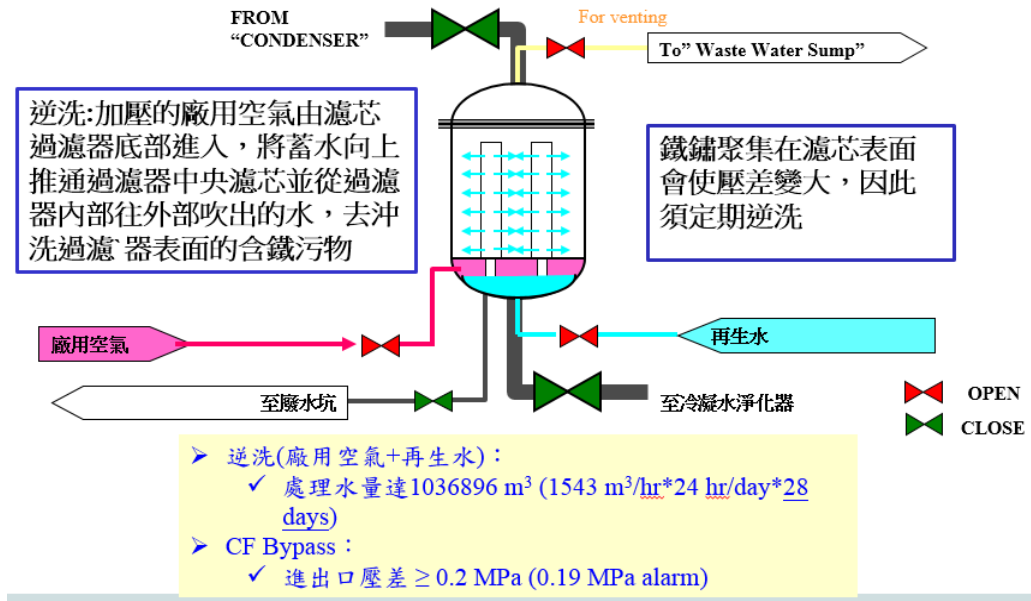 FROM
“CONDENSER”
For venting
To” Waste Water Sump”
逆洗:加壓的廠用空氣由濾芯
過濾器底部進入，將蓄水向上
推通過濾器中央濾芯並從過濾
器內部往外部吹出的水，去沖
洗過濾ˋ器表面的含鐵污物
鐵鏽聚集在濾芯表面
會使壓差變大，因此
須定期逆洗
廠用空氣
再生水
至廢水坑
至冷凝水淨化器
OPEN
CLOSE
➢ 逆洗(廠用空氣+再生水)：
✓ 處理水量達1036896 m³ (1543 m³/hr*24 hr/day*28
days)
➢ CF Bypass：
✓ 進出口壓差 ≥ 0.2 MPa (0.19 MPa alarm)